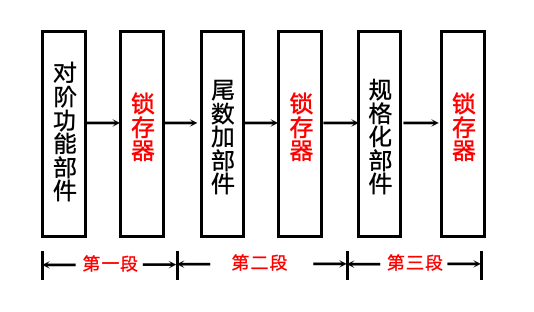 对阶功能部件
锁存器
尾数加部件
锁存器
规格化部件
锁存器
第一段
第二段
第三段